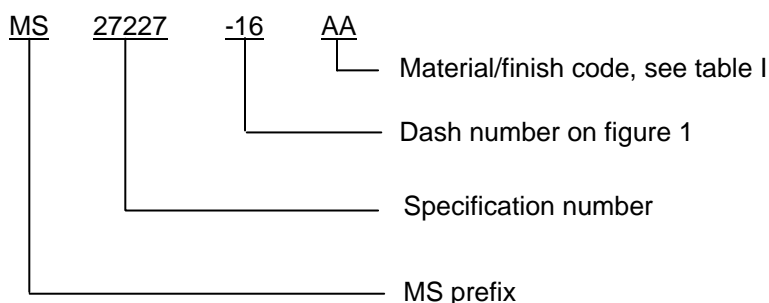 MS 27227 -16 AA
Material/finish code, see table I
Dash number on figure 1
Specification number
MS prefix